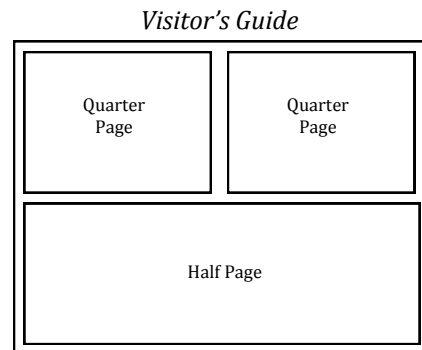 Visitor's Guide
Quarter
Page
Quarter
Page
Half Page